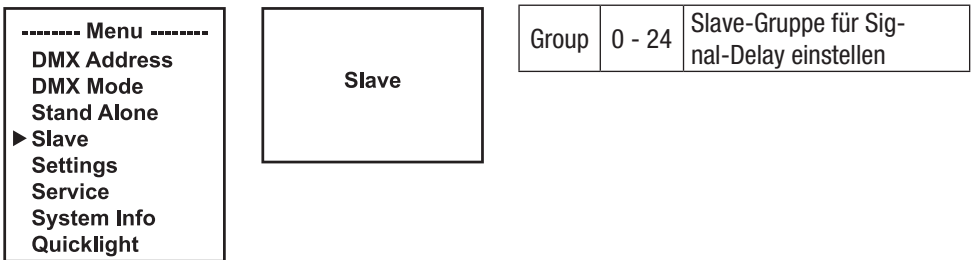 -------- Menu --------
DMX Address
DMX Mode
Stand Alone
▶ Slave
Settings
Service
System Info
Quicklight
Slave
Group 0 - 24 Slave-Gruppe für Sig-
nal-Delay einstellen